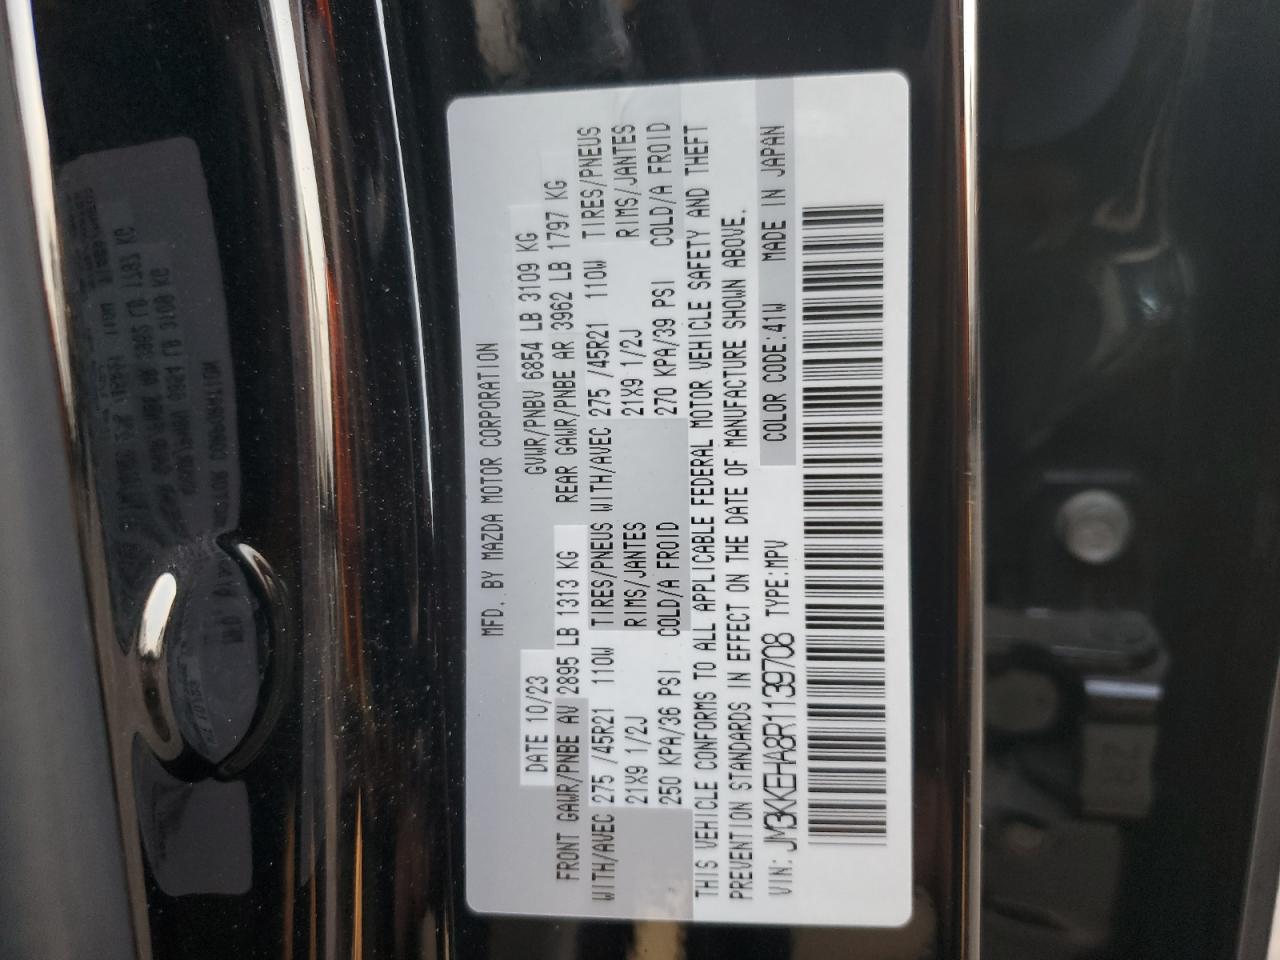 MFD. BY MAZDA MOTOR CORPORATION
DATE 10/23 GVWR/PNBV 6854 LB 3109 KG
FRONT GAWR/PNBE AV 2895 LB 1313 KG REAR GAWR/PNBE AR 3962 LB 1797 KG
WITH/AVEC 275 /45R21 110W TIRES/PNEUS WITH/AVEC 275 /45R21 110W TIRES/PNEUS
21X9 1/2J RIMS/JANTES 21X9 1/2J RIMS/JANTES
250 KPA/36 PSI COLD/A FROID 270 KPA/39 PSI COLD/A FROID
THIS VEHICLE CONFORMS TO ALL APPLICABLE FEDERAL MOTOR VEHICLE SAFETY AND THEFT
PREVENTION STANDARDS IN EFFECT ON THE DATE OF MANUFACTURE SHOWN ABOVE.
VIN: JM3KKEHA8R1139708 TYPE:MPV COLOR CODE:41W MADE IN JAPAN